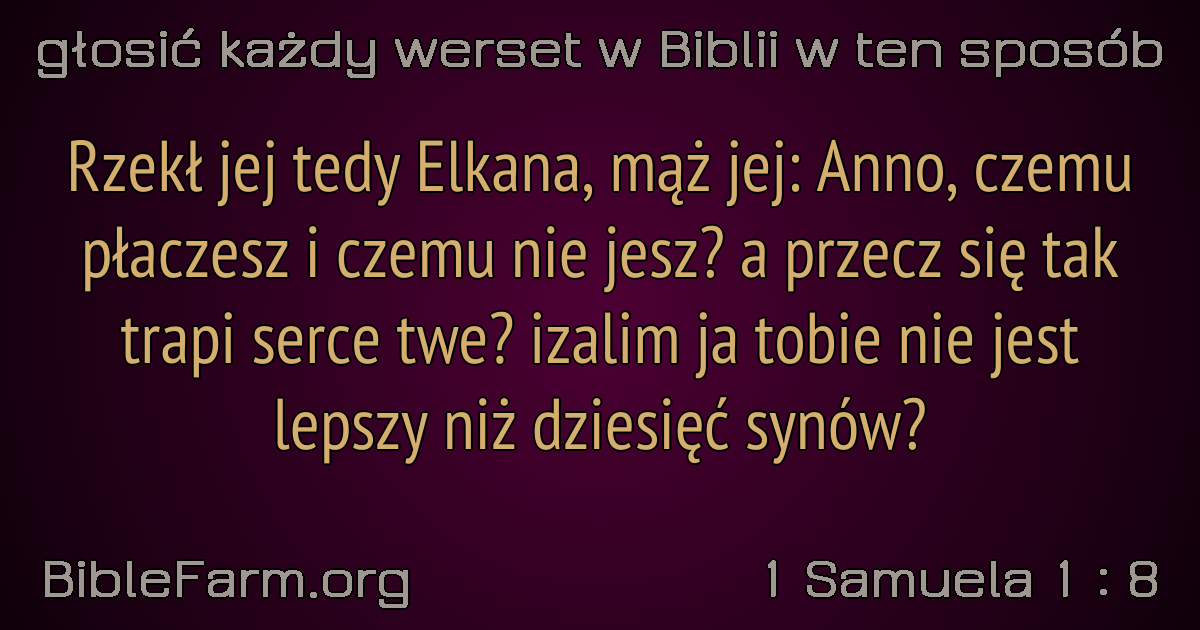 głosić każdy werset w Biblii w ten sposób
Rzekł jej tedy Elkana, mąż jej: Anno, czemu
płaczesz i czemu nie jesz? a przecz się tak
trapi serce twe? izalim ja tobie nie jest
lepszy niż dziesięć synów?
BibleFarm.org
1 Samuela 1 : 8